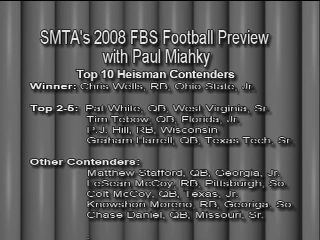 SMTA's 2008 FBS Football Preview
with Paul Miahky
Top 10 Heisman Contenders
Winner: Chris Wells, RB, Ohio State, Jr.
Top 2-5: Pat White, QB, West Virginia, Sr.
Tim Tebow, QB, Florida, Jr.
P.J. Hill, RB, Wisconsin
Graham Harrell, QB, Texas Tech, Sr.
Other Contenders:
Matthew Stafford, QB, Georgia, Jr.
LeSean McCoy, RB, Pittsburgh, So.
Colt McCoy, QB, Texas, Jr.
Knowshon Moreno, RB, Georiga, So.
Chase Daniel, QB, Missouri, Sr.